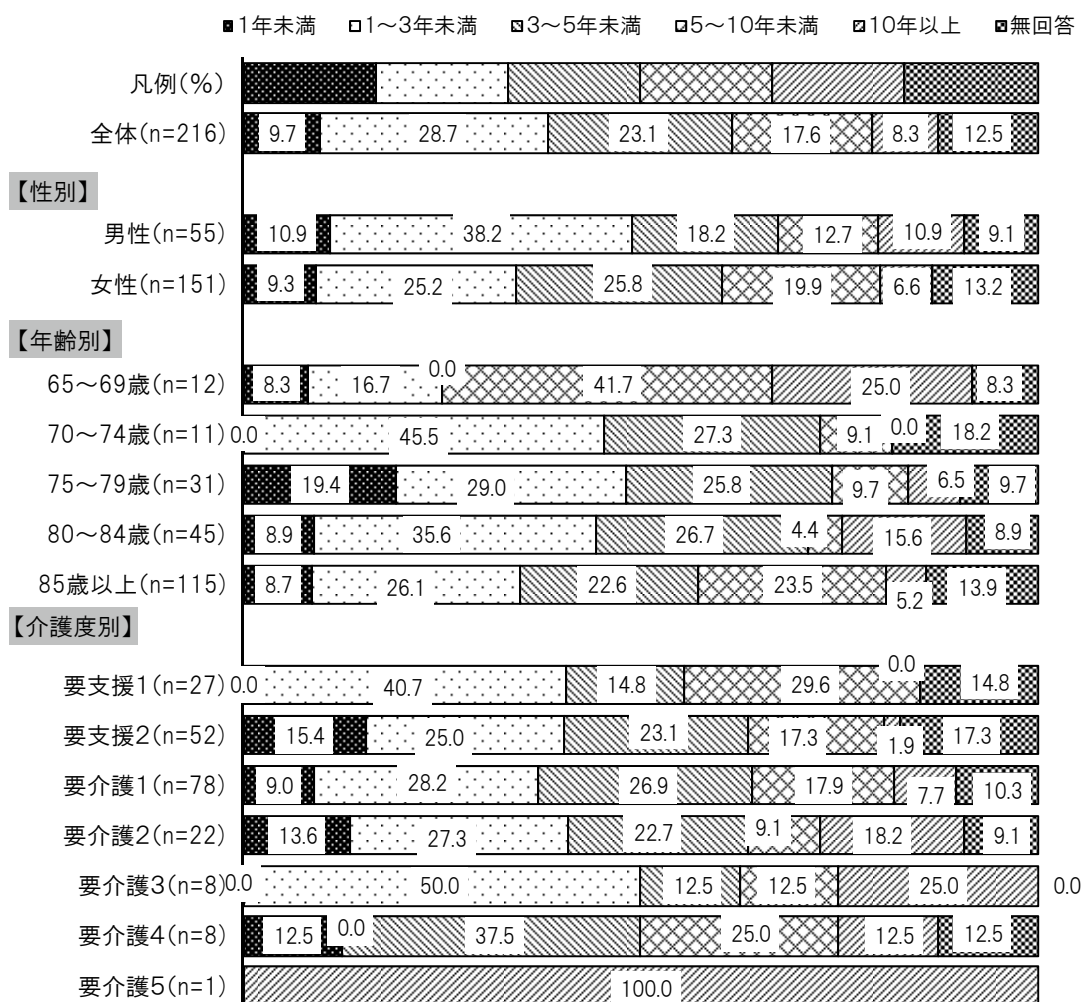 1年未満 1～3年未満 3～5年未満 5～10年未満 10年以上 無回答
凡例(%)
全体(n=216) 9.7 28.7 23.1 17.6 8.3 12.5
【性別】
男性(n=55) 10.9 38.2 18.2 12.7 10.9 9.1
女性(n=151) 9.3 25.2 25.8 19.9 6.6 13.2
【年齢別】
65～69歳(n=12) 8.3 16.7 0.0 41.7 25.0 8.3
70～74歳(n=11) 0.0 45.5 27.3 9.1 0.0 18.2
75～79歳(n=31) 19.4 29.0 25.8 9.7 6.5 9.7
80～84歳(n=45) 8.9 35.6 26.7 4.4 15.6 8.9
85歳以上(n=115) 8.7 26.1 22.6 23.5 5.2 13.9
【介護度別】
要支援1(n=27) 0.0 40.7 14.8 29.6 0.0 14.8
要支援2(n=52) 15.4 25.0 23.1 17.3 1.9 17.3
要介護1(n=78) 9.0 28.2 26.9 17.9 7.7 10.3
要介護2(n=22) 13.6 27.3 22.7 9.1 18.2 9.1
要介護3(n=8) 0.0 50.0 12.5 12.5 25.0 0.0
要介護4(n=8) 12.5 0.0 37.5 25.0 12.5 12.5
要介護5(n=1) 100.0